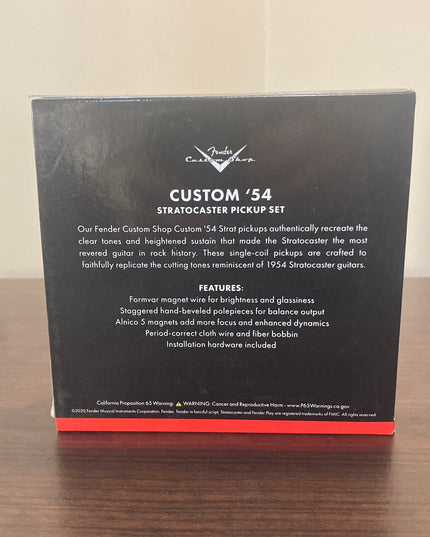 Fender
Custom Shop
CUSTOM '54
STRATOCASTER PICKUP SET
Our Fender Custom Shop Custom '54 Strat pickups authentically recreate the
clear tones and heightened sustain that made the Stratocaster the most
revered guitar in rock history. These single-coil pickups are crafted to
faithfully replicate the cutting tones reminiscent of 1954 Stratocaster guitars.
FEATURES:
Formvar magnet wire for brightness and glassiness
Staggered hand-beveled polepieces for balance output
Alnico 5 magnets add more focus and enhanced dynamics
Period-correct cloth wire and fiber bobbin
Installation hardware included
California Proposition 65 Warning: ⚠ WARNING: Cancer and Reproductive Harm - www.P65Warnings.ca.gov
©2020 Fender Musical Instruments Corporation. Fender, Fender in fanciful script, Stratocaster and Fender Play are registered trademarks of FMIC. All rights reserved.